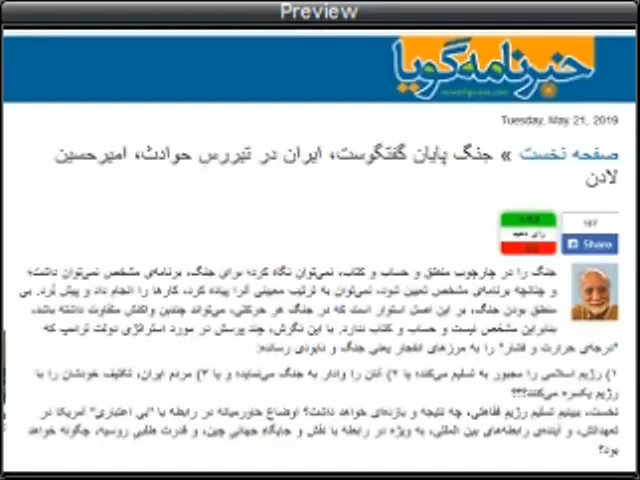 Preview
خبرنامه گویا
Tuesday, May 21, 2019
صفحه نخست » جنگ پایان گفتگوست، ایران در تیررس حوادث، امیرحسین
لادن
رای دهید
Share
جنگ را در چارچوب منطق و حساب و کتاب، نمی‌توان نگاه کرد؛ برای جنگ، برنامه‌ی مشخص نمی‌توان داشت؛
و چنانچه برنامه‌ای مشخص تعیین شود، نمی‌توان به ترتیب معینی آنرا پیاده کرد، کارها را انجام داد و پیش بُرد. بی
منطق بودن جنگ، بر این اصل استوار است که در جنگ هر حرکتی، می‌تواند چندین واکنش متفاوت داشته باشد،
بنابراین مشخص نیست و حساب و کتاب ندارد. با این نگرش، چند پرسش در مورد استراتژی دولت ترامپ که
"درجه‌ی حرارت و فشار" را به مرزهای انفجار یعنی جنگ و نابودی رسانده:
۱) رژیم اسلامی را مجبور به تسلیم می‌کند؛ یا ۲) آنان را وادار به جنگ می‌نماید؛ و یا ۳) مردم ایران، تکلیف خودشان را با
رژیم یکسره می‌کنند؟؟؟
نخست، ببینیم تسلیم رژیم فقاهتی، چه نتیجه و بازده‌ای خواهد داشت؟ اوضاع خاورمیانه در رابطه با "بی اعتباری" آمریکا در
تعهداتش، و آینده‌ی رابطه‌های بین المللی، به ویژه در رابطه با نقش و جایگاه جهانی چین، و قدرت طلبی روسیه، چگونه خواهد
بود؟